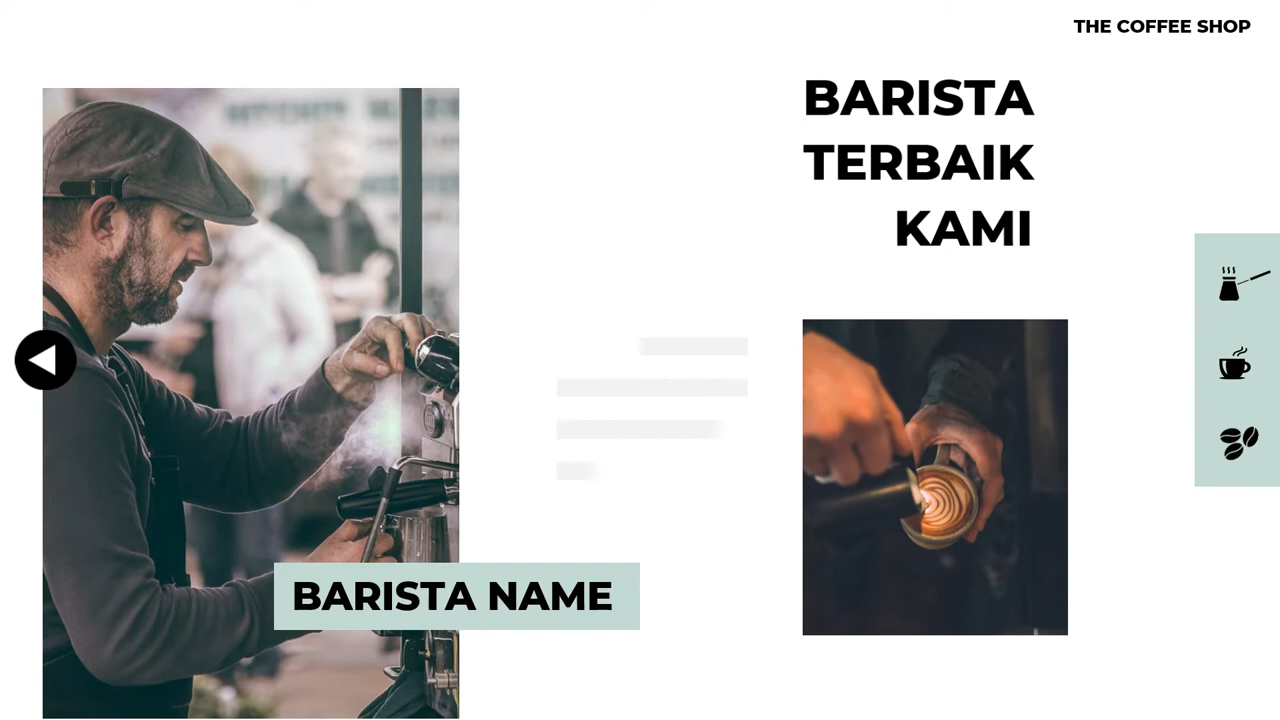 THE COFFEE SHOP
BARISTA
TERBAIK
KAMI
BARISTA NAME